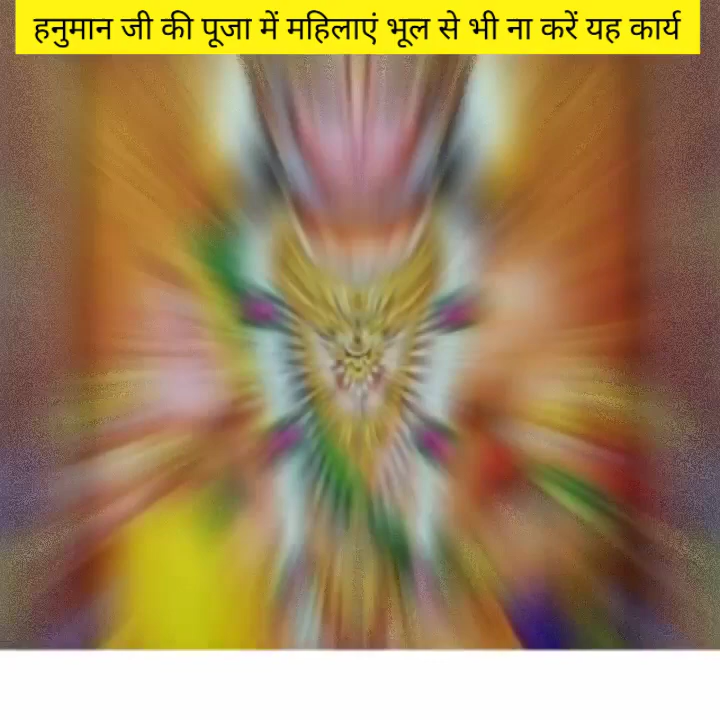 हनुमान जी की पूजा में महिलाएं भूल से भी ना करें यह कार्य